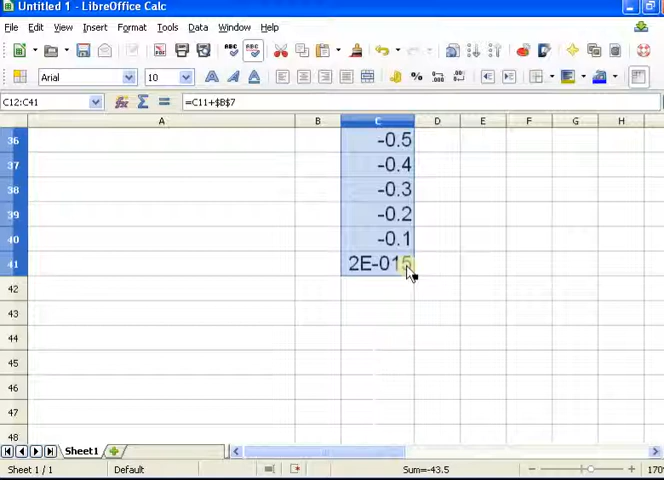 Untitled 1 - LibreOffice Calc
File Edit View Insert Format Tools Data Window Help
Arial 10
C12:C41 =C11+$B$7
A B C D E F G H
36 -0.5
37 -0.4
38 -0.3
39 -0.2
40 -0.1
41 2E-015
42
43
44
45
46
47
48
Sheet1
Sheet 1 / 1 Default Sum=-43.5 170